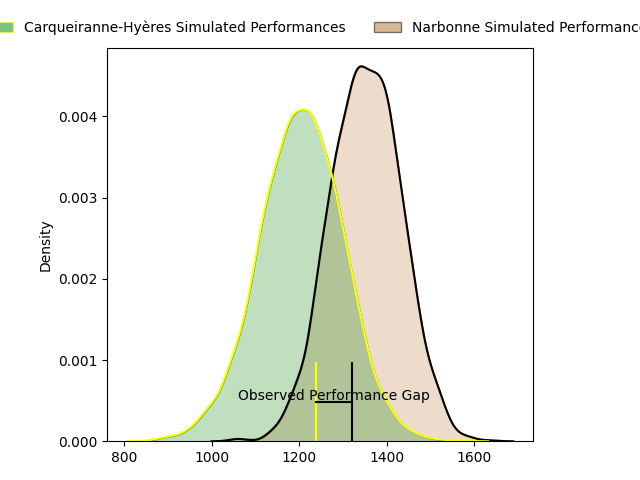 Carqueiranne-Hyères Simulated Performances
Narbonne Simulated
Density
0.004
0.003
0.002
0.001
0.000
Observed Performance Gap
800 1000 1200 1400 1600